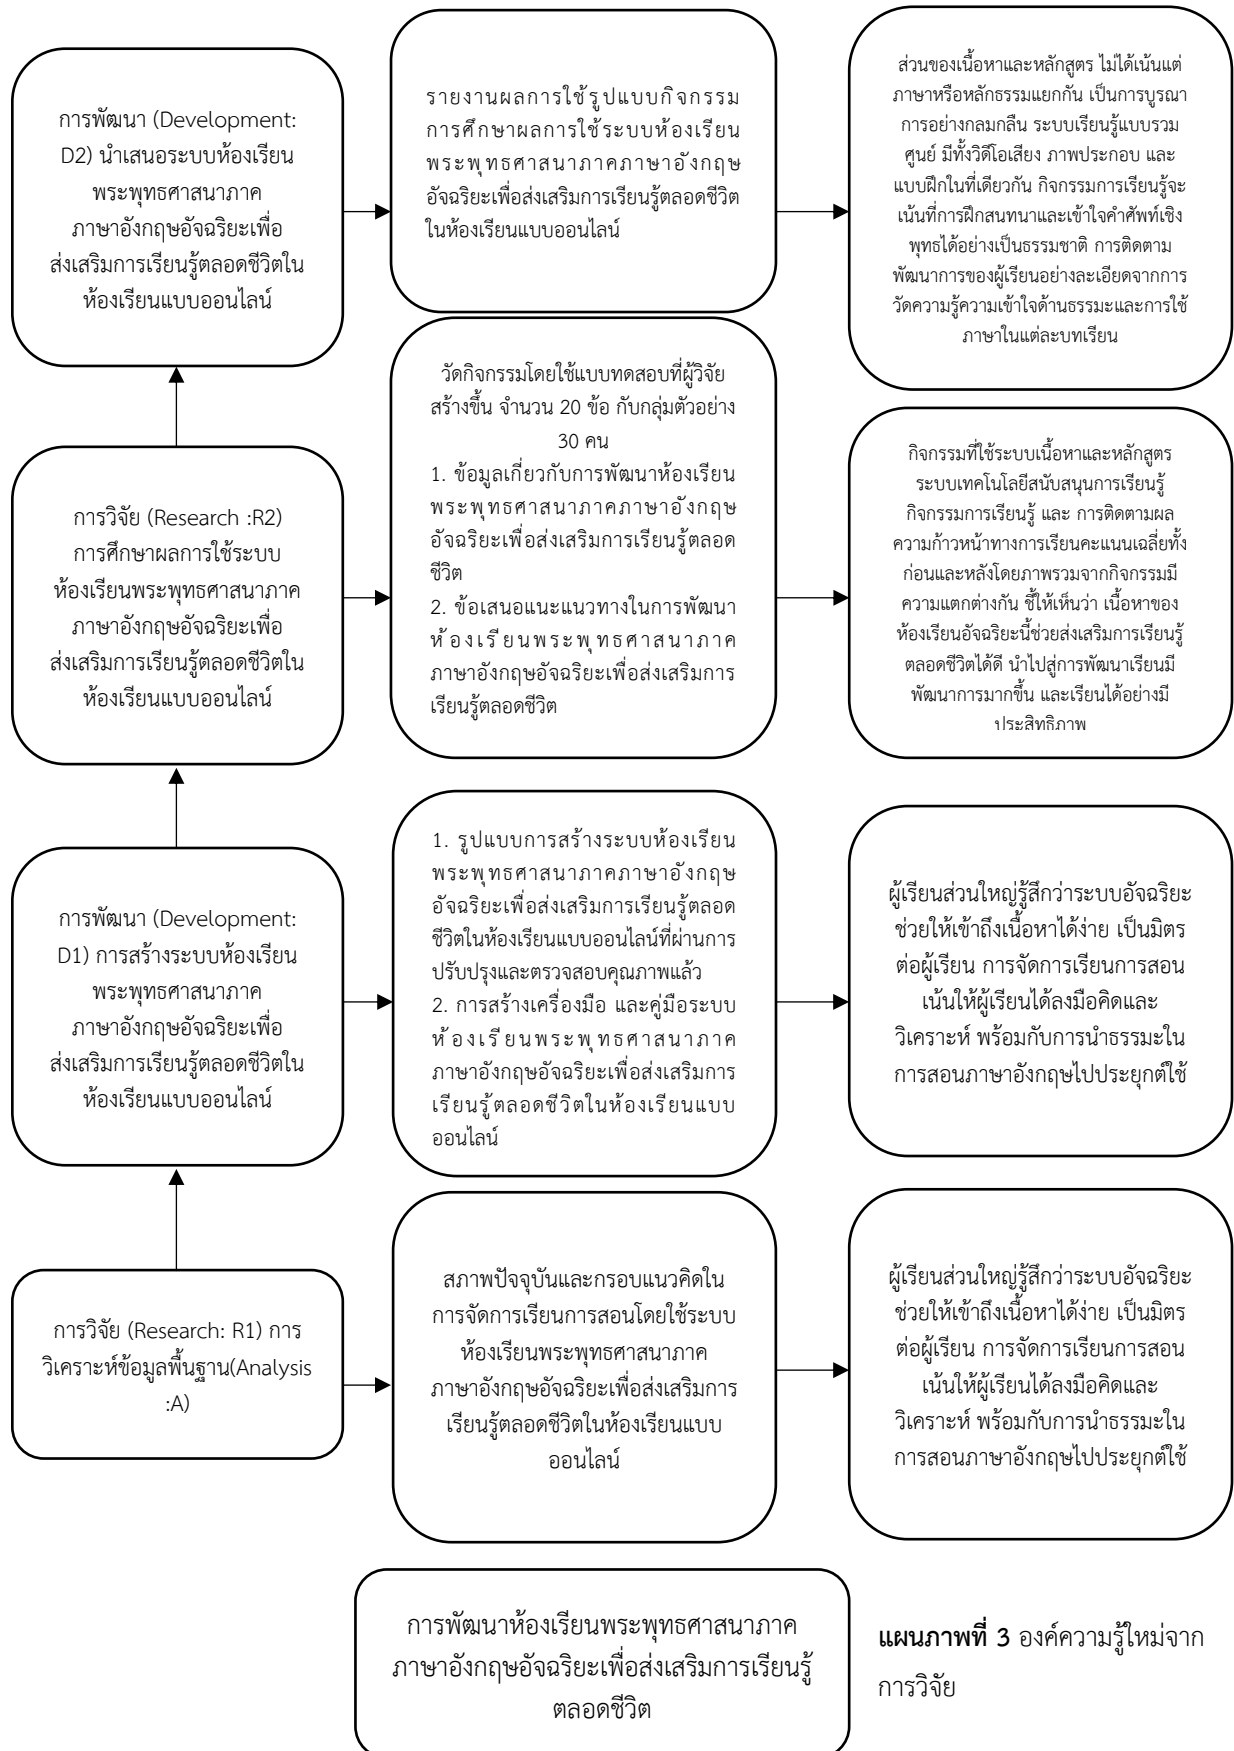 การพัฒนา (Development:
D2) นำเสนอระบบห้องเรียน
พระพุทธศาสนาภาค
ภาษาอังกฤษอัจฉริยะเพื่อ
ส่งเสริมการเรียนรู้ตลอดชีวิตใน
ห้องเรียนแบบออนไลน์
รายงานผลการใช้รูปแบบกิจกรรม
การศึกษาผลการใช้ระบบห้องเรียน
พระพุทธศาสนาภาคภาษาอังกฤษ
อัจฉริยะเพื่อส่งเสริมการเรียนรู้ตลอดชีวิต
ในห้องเรียนแบบออนไลน์
ส่วนของเนื้อหาและหลักสูตร ไม่ได้เน้นแต่
ภาษาหรือหลักธรรมแยกกัน เป็นการบูรณา
การอย่างกลมกลืน ระบบเรียนรู้แบบรวม
ศูนย์ มีทั้งวิดีโอเสียง ภาพประกอบ และ
แบบฝึกในที่เดียวกัน กิจกรรมการเรียนรู้จะ
เน้นที่การฝึกสนทนาและเข้าใจคำศัพท์เชิง
พุทธได้อย่างเป็นธรรมชาติ การติดตาม
พัฒนาการของผู้เรียนอย่างละเอียดจากการ
วัดความรู้ความเข้าใจด้านธรรมะและการใช้
ภาษาในแต่ละบทเรียน
การวิจัย (Research :R2)
การศึกษาผลการใช้ระบบ
ห้องเรียนพระพุทธศาสนาภาค
ภาษาอังกฤษอัจฉริยะเพื่อ
ส่งเสริมการเรียนรู้ตลอดชีวิตใน
ห้องเรียนแบบออนไลน์
วัดกิจกรรมโดยใช้แบบทดสอบที่ผู้วิจัย
สร้างขึ้น จำนวน 20 ข้อ กับกลุ่มตัวอย่าง
30 คน
1. ข้อมูลเกี่ยวกับการพัฒนาห้องเรียน
พระพุทธศาสนาภาคภาษาอังกฤษ
อัจฉริยะเพื่อส่งเสริมการเรียนรู้ตลอด
ชีวิต
2. ข้อเสนอแนะแนวทางในการพัฒนา
ห้องเรียนพระพุทธศาสนาภาค
ภาษาอังกฤษอัจฉริยะเพื่อส่งเสริมการ
เรียนรู้ตลอดชีวิต
กิจกรรมที่ใช้ระบบเนื้อหาและหลักสูตร
ระบบเทคโนโลยีสนับสนุนการเรียนรู้
กิจกรรมการเรียนรู้ และ การติดตามผล
ความก้าวหน้าทางการเรียนคะแนนเฉลี่ยทั้ง
ก่อนและหลังโดยภาพรวมจากกิจกรรมมี
ความแตกต่างกัน ชี้ให้เห็นว่า เนื้อหาของ
ห้องเรียนอัจฉริยะนี้ช่วยส่งเสริมการเรียนรู้
ตลอดชีวิตได้ดี นำไปสู่การพัฒนาเรียนมี
พัฒนาการมากขึ้น และเรียนได้อย่างมี
ประสิทธิภาพ
การพัฒนา (Development:
D1) การสร้างระบบห้องเรียน
พระพุทธศาสนาภาค
ภาษาอังกฤษอัจฉริยะเพื่อ
ส่งเสริมการเรียนรู้ตลอดชีวิตใน
ห้องเรียนแบบออนไลน์
1. รูปแบบการสร้างระบบห้องเรียน
พระพุทธศาสนาภาคภาษาอังกฤษ
อัจฉริยะเพื่อส่งเสริมการเรียนรู้ตลอด
ชีวิตในห้องเรียนแบบออนไลน์ที่ผ่านการ
ปรับปรุงและตรวจสอบคุณภาพแล้ว
2. การสร้างเครื่องมือ และคู่มือระบบ
ห้องเรียนพระพุทธศาสนาภาค
ภาษาอังกฤษอัจฉริยะเพื่อส่งเสริมการ
เรียนรู้ตลอดชีวิตในห้องเรียนแบบ
ออนไลน์
ผู้เรียนส่วนใหญ่รู้สึกว่าระบบอัจฉริยะ
ช่วยให้เข้าถึงเนื้อหาได้ง่าย เป็นมิตร
ต่อผู้เรียน การจัดการเรียนการสอน
เน้นให้ผู้เรียนได้ลงมือคิดและ
วิเคราะห์ พร้อมกับการนำธรรมะใน
การสอนภาษาอังกฤษไปประยุกต์ใช้
การวิจัย (Research: R1) การ
วิเคราะห์ข้อมูลพื้นฐาน(Analysis
:A)
สภาพปัจจุบันและกรอบแนวคิดใน
การจัดการเรียนการสอนโดยใช้ระบบ
ห้องเรียนพระพุทธศาสนาภาค
ภาษาอังกฤษอัจฉริยะเพื่อส่งเสริมการ
เรียนรู้ตลอดชีวิตในห้องเรียนแบบ
ออนไลน์
ผู้เรียนส่วนใหญ่รู้สึกว่าระบบอัจฉริยะ
ช่วยให้เข้าถึงเนื้อหาได้ง่าย เป็นมิตร
ต่อผู้เรียน การจัดการเรียนการสอน
เน้นให้ผู้เรียนได้ลงมือคิดและ
วิเคราะห์ พร้อมกับการนำธรรมะใน
การสอนภาษาอังกฤษไปประยุกต์ใช้
การพัฒนาห้องเรียนพระพุทธศาสนาภาค
ภาษาอังกฤษอัจฉริยะเพื่อส่งเสริมการเรียนรู้
ตลอดชีวิต
แผนภาพที่ 3 องค์ความรู้ใหม่จาก
การวิจัย